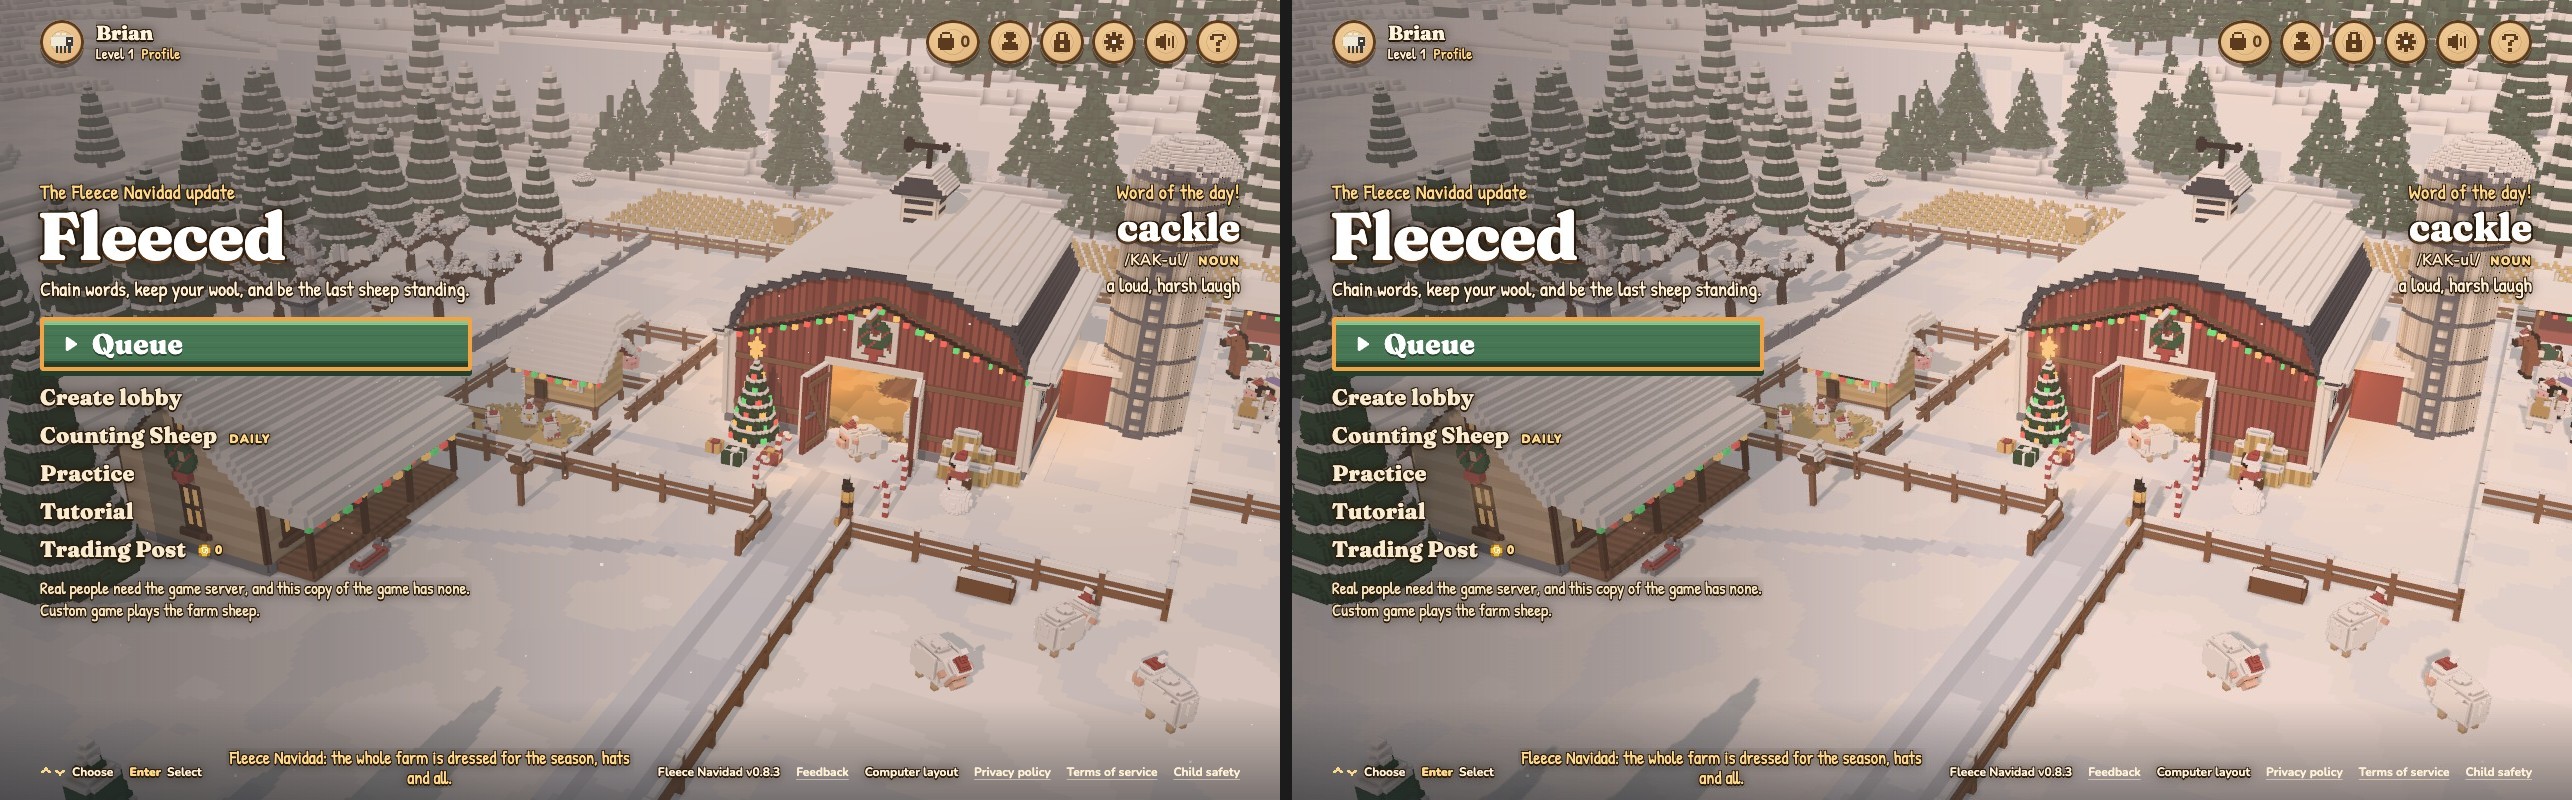 Brian
Level 1 Profile
0
The Fleece Navidad update
Fleeced
Chain words, keep your wool, and be the last sheep standing.
Queue
Create lobby
Counting Sheep DAILY
Practice
Tutorial
Trading Post 0
Real people need the game server, and this copy of the game has none.
Custom game plays the farm sheep.
Word of the day!
cackle
/KAK-ul/ NOUN
a loud, harsh laugh
Choose Enter Select
Fleece Navidad: the whole farm is dressed for the season, hats
and all.
Fleece Navidad v0.8.3 Feedback Computer layout Privacy policy Terms of service Child safety
Brian
Level 1 Profile
0
The Fleece Navidad update
Fleeced
Chain words, keep your wool, and be the last sheep standing.
Queue
Create lobby
Counting Sheep DAILY
Practice
Tutorial
Trading Post 0
Real people need the game server, and this copy of the game has none.
Custom game plays the farm sheep.
Word of the day!
cackle
/KAK-ul/ NOUN
a loud, harsh laugh
Choose Enter Select
Fleece Navidad: the whole farm is dressed for the season, hats
and all.
Fleece Navidad v0.8.3 Feedback Computer layout Privacy policy Terms of service Child safety